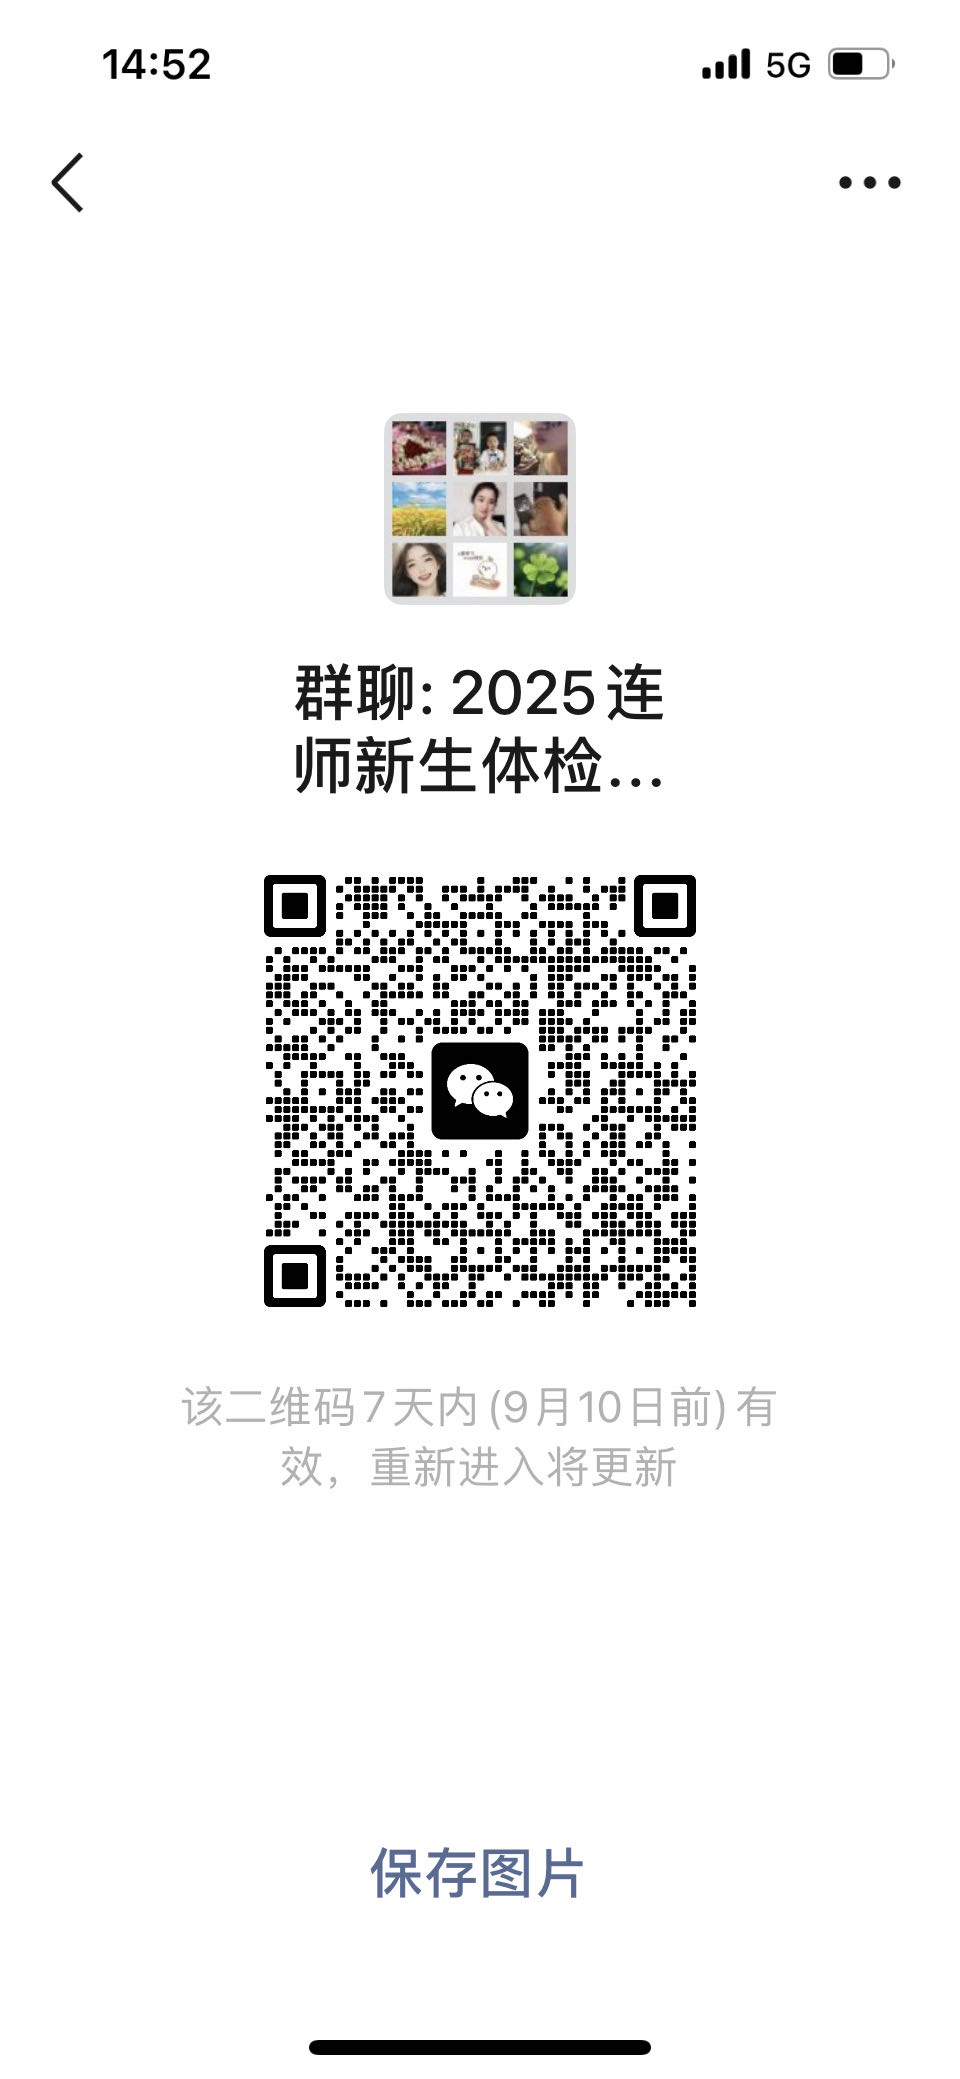 14:52
5G
群聊: 2025连
师新生体检...
该二维码7天内(9月10日前)有
效，重新进入将更新
保存图片